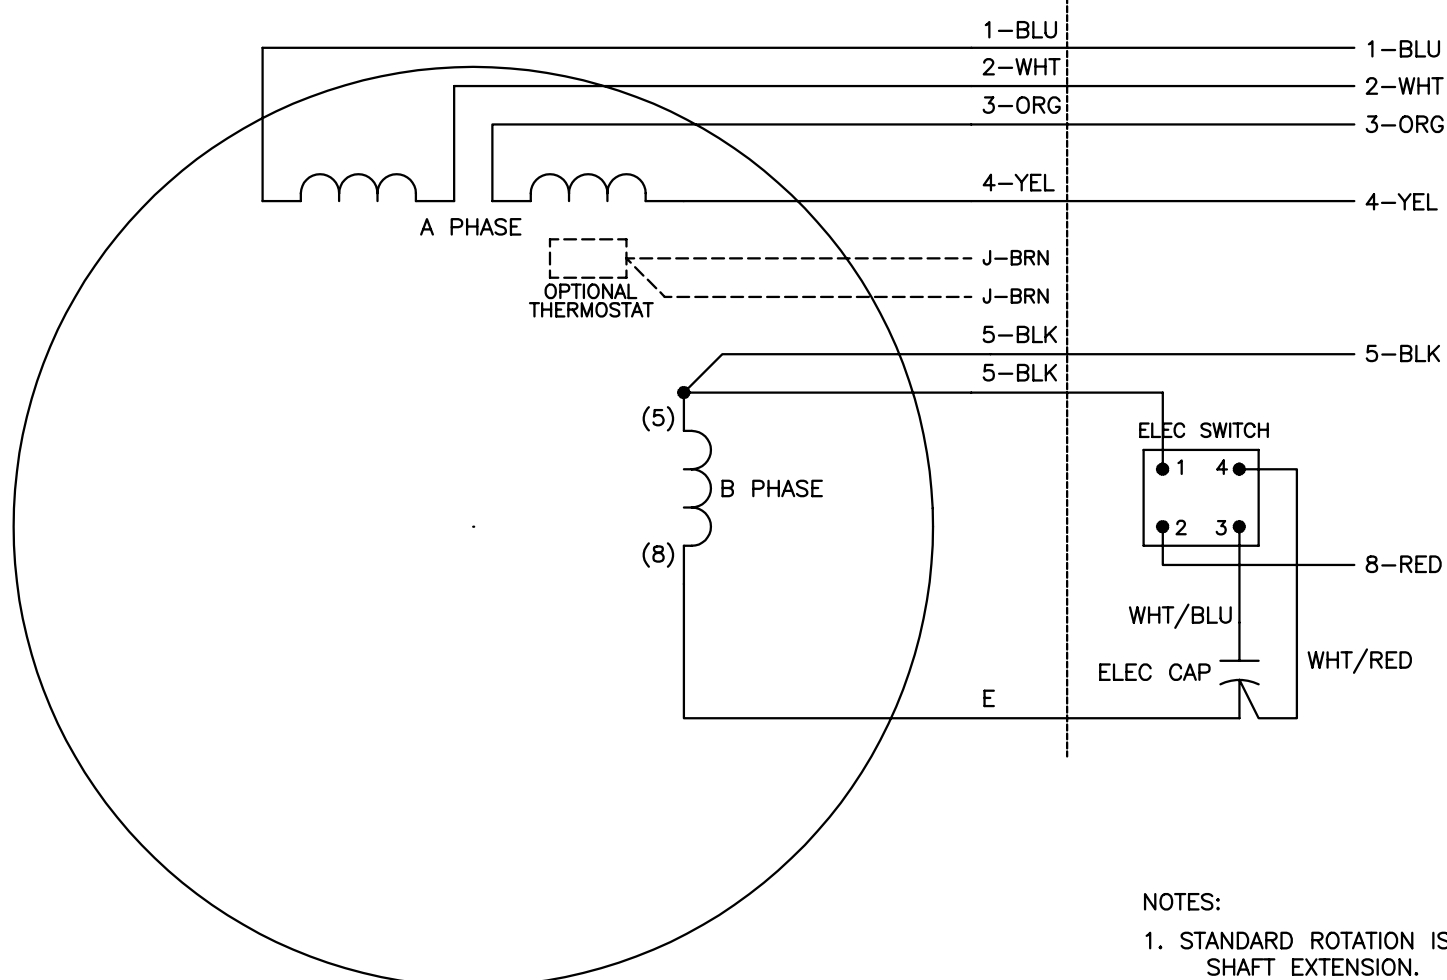 1-BLU
1-BLU
2-WHT
2-WHT
3-ORG
3-ORG
4-YEL
4-YEL
A PHASE
J-BRN
OPTIONAL
THERMOSTAT
J-BRN
5-BLK
5-BLK
5-BLK
(5)
ELEC SWITCH
1 4
B PHASE
2 3
(8)
8-RED
WHT/BLU
WHT/RED
ELEC CAP
E
NOTES:
1. STANDARD ROTATION IS
SHAFT EXTENSION.